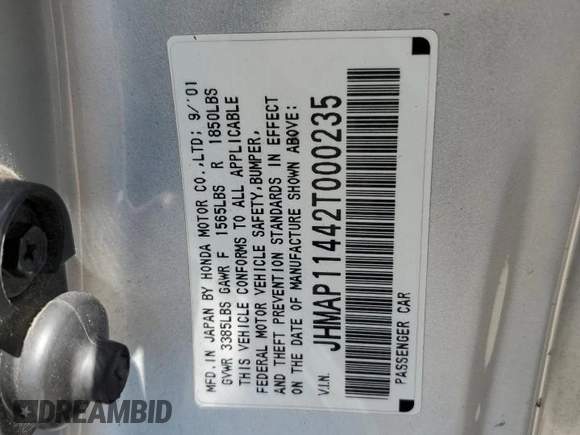 MFD. IN JAPAN BY HONDA MOTOR CO.,LTD; 9/'01
GVWR 3385LBS GAWR F 1565LBS R 1850LBS
THIS VEHICLE CONFORMS TO ALL APPLICABLE
FEDERAL MOTOR VEHICLE SAFETY, BUMPER,
AND THEFT PREVENTION STANDARDS IN EFFECT
ON THE DATE OF MANUFACTURE SHOWN ABOVE:
V.I.N. JHMAP11442T000235
PASSENGER CAR
DREAMBID